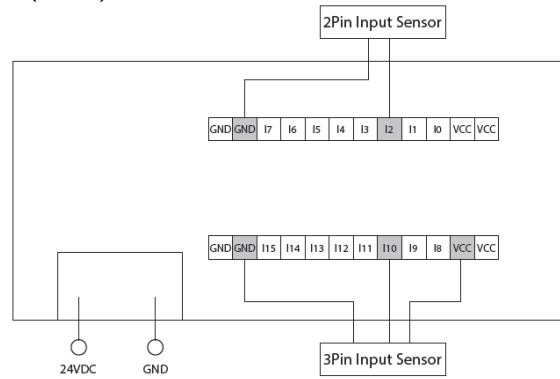 2Pin Input Sensor
GND GND I7 I6 I5 I4 I3 I2 I1 I0 VCC VCC
GND GND I15 I14 I13 I12 I11 I10 I9 I8 VCC VCC
24VDC GND
3Pin Input Sensor